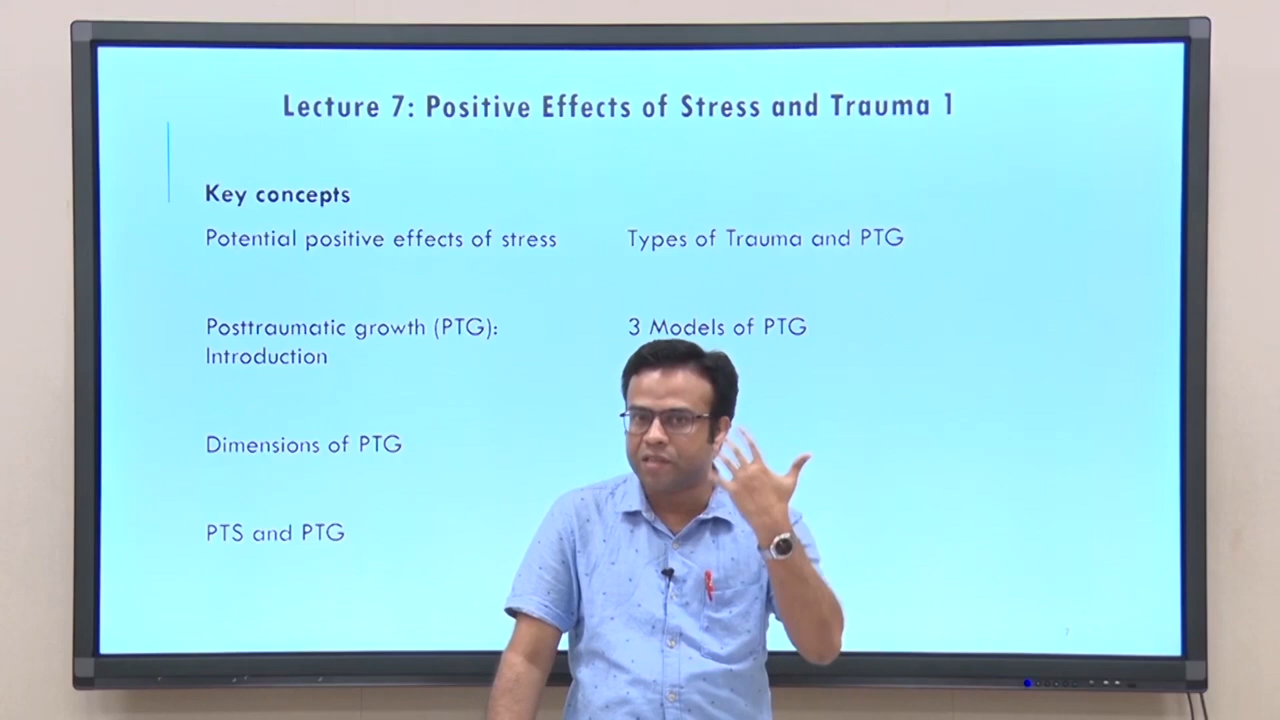 Lecture 7: Positive Effects of Stress and Trauma 1
Key concepts
Potential positive effects of stress
Posttraumatic growth (PTG):
Introduction
Dimensions of PTG
PTS and PTG
Types of Trauma and PTG
3 Models of PTG
7